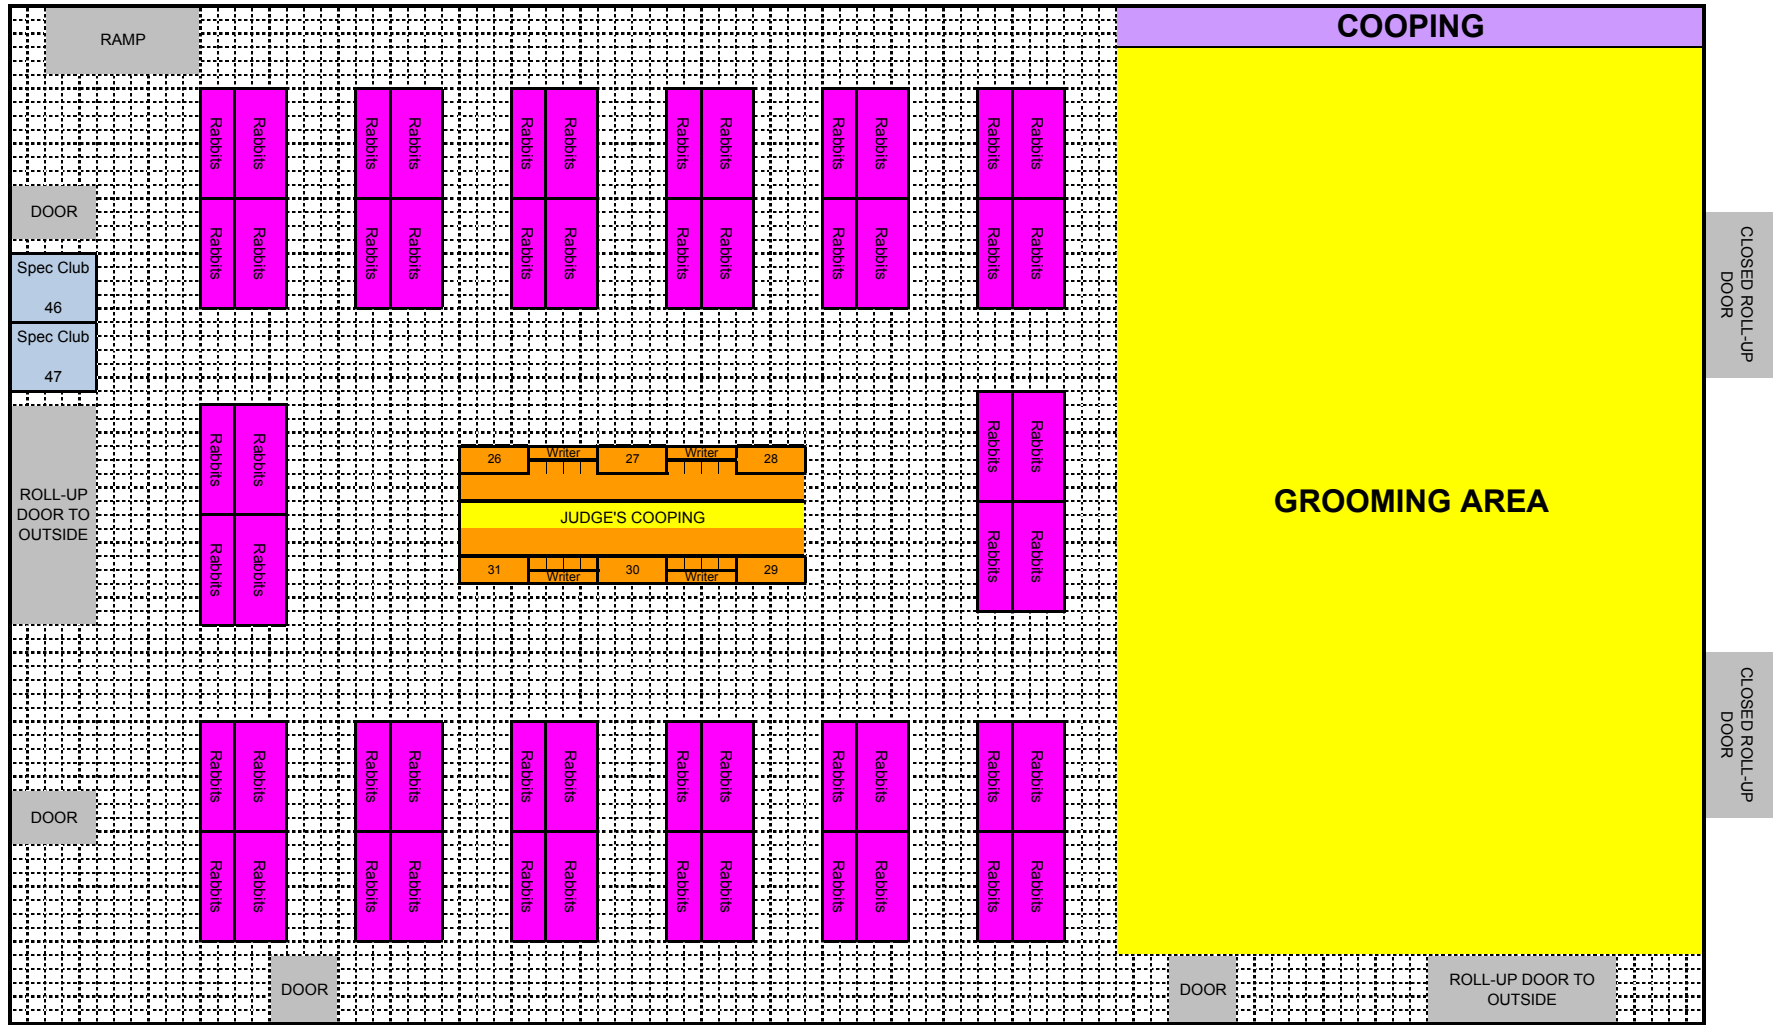 COOPING
RAMP
Rabbits Rabbits Rabbits Rabbits Rabbits Rabbits Rabbits Rabbits Rabbits Rabbits Rabbits Rabbits
DOOR
Rabbits Rabbits Rabbits Rabbits Rabbits Rabbits Rabbits Rabbits Rabbits Rabbits Rabbits Rabbits
CLOSED ROLL-UP
DOOR
Spec Club
46
Spec Club
47
Rabbits Rabbits
Rabbits Rabbits
26 Writer 27 Writer 28
ROLL-UP
DOOR TO
OUTSIDE
GROOMING AREA
JUDGE'S COOPING
Rabbits Rabbits
Rabbits Rabbits
31 Writer 30 Writer 29
CLOSED ROLL-UP
DOOR
Rabbits Rabbits Rabbits Rabbits Rabbits Rabbits Rabbits Rabbits Rabbits Rabbits Rabbits Rabbits
DOOR
Rabbits Rabbits Rabbits Rabbits Rabbits Rabbits Rabbits Rabbits Rabbits Rabbits Rabbits Rabbits
DOOR
DOOR
ROLL-UP DOOR TO
OUTSIDE